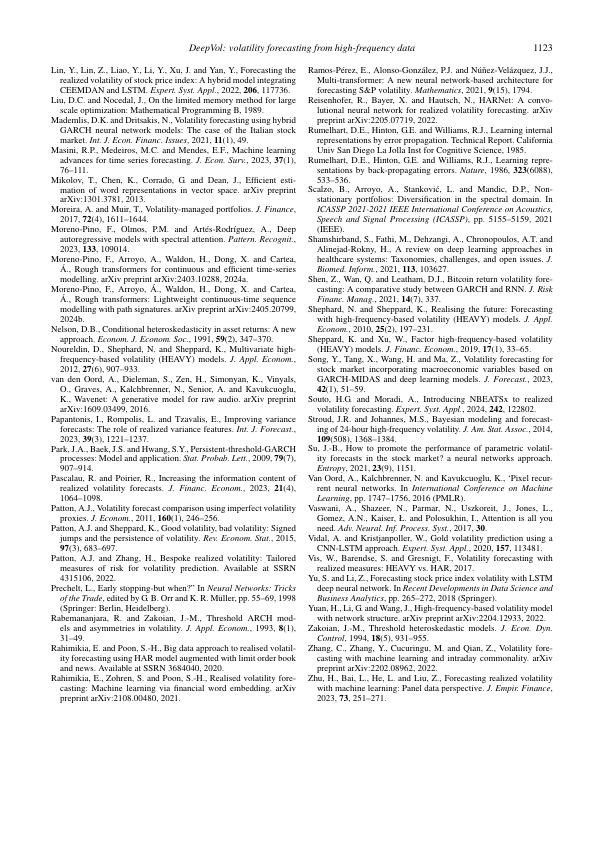 DeepVol: volatility forecasting from high-frequency data
1123
Lin, Y., Lin, Z., Liao, Y., Li, Y., Xu, J. and Yan, Y., Forecasting the
realized volatility of stock price index: A hybrid model integrating
CEEMDAN and LSTM. Expert. Syst. Appl., 2022, 206, 117736.
Liu, D.C. and Nocedal, J., On the limited memory method for large
scale optimization: Mathematical Programming B, 1989.
Mademlis, D.K. and Dritsakis, N., Volatility forecasting using hybrid
GARCH neural network models: The case of the Italian stock
market. Int. J. Econ. Financ. Issues, 2021, 11(1), 49.
Masini, R.P., Medeiros, M.C. and Mendes, E.F., Machine learning
advances for time series forecasting. J. Econ. Surv., 2023, 37(1),
76–111.
Mikolov, T., Chen, K., Corrado, G. and Dean, J., Efficient esti-
mation of word representations in vector space. arXiv preprint
arXiv:1301.3781, 2013.
Moreira, A. and Muir, T., Volatility-managed portfolios. J. Finance,
2017, 72(4), 1611–1644.
Moreno-Pino, F., Olmos, P.M. and Artés-Rodríguez, A., Deep
autoregressive models with spectral attention. Pattern. Recognit.,
2023, 133, 109014.
Moreno-Pino, F., Arroyo, A., Waldon, H., Dong, X. and Cartea,
Á., Rough transformers for continuous and efficient time-series
modelling. arXiv preprint arXiv:2403.10288, 2024a.
Moreno-Pino, F., Arroyo, A., Waldon, H., Dong, X. and Cartea,
Á., Rough transformers: Lightweight continuous-time sequence
modelling with path signatures. arXiv preprint arXiv:2405.20799,
2024b.
Nelson, D.B., Conditional heteroskedasticity in asset returns: A new
approach. Econom. J. Econom. Soc., 1991, 59(2), 347–370.
Noureldin, D., Shephard, N. and Sheppard, K., Multivariate high-
frequency-based volatility (HEAVY) models. J. Appl. Econom.,
2012, 27(6), 907–933.
van den Oord, A., Dieleman, S., Zen, H., Simonyan, K., Vinyals,
O., Graves, A., Kalchbrenner, N., Senior, A. and Kavukcuoglu,
K., Wavenet: A generative model for raw audio. arXiv preprint
arXiv:1609.03499, 2016.
Papantonis, I., Rompolis, L. and Tzavalis, E., Improving variance
forecasts: The role of realized variance features. Int. J. Forecast.,
2023, 39(3), 1221–1237.
Park, J.A., Baek, J.S. and Hwang, S.Y., Persistent-threshold-GARCH
processes: Model and application. Stat. Probab. Lett., 2009, 79(7),
907–914.
Pascalau, R. and Poirier, R., Increasing the information content of
realized volatility forecasts. J. Financ. Econom., 2023, 21(4),
1064–1098.
Patton, A.J., Volatility forecast comparison using imperfect volatility
proxies. J. Econom., 2011, 160(1), 246–256.
Patton, A.J. and Sheppard, K., Good volatility, bad volatility: Signed
jumps and the persistence of volatility. Rev. Econom. Stat., 2015,
97(3), 683–697.
Patton, A.J. and Zhang, H., Bespoke realized volatility: Tailored
measures of risk for volatility prediction. Available at SSRN
4315106, 2022.
Prechelt, L., Early stopping-but when?" In Neural Networks: Tricks
of the Trade, edited by G. B. Orr and K. R. Müller, pp. 55–69, 1998
(Springer: Berlin, Heidelberg).
Rabemananjara, R. and Zakoian, J.-M., Threshold ARCH mod-
els and asymmetries in volatility. J. Appl. Econom., 1993, 8(1),
31–49.
Rahimikia, E. and Poon, S.-H., Big data approach to realised volatil-
ity forecasting using HAR model augmented with limit order book
and news. Available at SSRN 3684040, 2020.
Rahimikia, E., Zohren, S. and Poon, S.-H., Realised volatility fore-
casting: Machine learning via financial word embedding. arXiv
preprint arXiv:2108.00480, 2021.
Ramos-Pérez, E., Alonso-González, P.J. and Núñez-Velázquez, J.J.,
Multi-transformer: A new neural network-based architecture for
forecasting S&P volatility. Mathematics, 2021, 9(15), 1794.
Reisenhofer, R., Bayer, X. and Hautsch, N., HARNet: A convo-
lutional neural network for realized volatility forecasting. arXiv
preprint arXiv:2205.07719, 2022.
Rumelhart, D.E., Hinton, G.E. and Williams, R.J., Learning internal
representations by error propagation. Technical Report. California
Univ San Diego La Jolla Inst for Cognitive Science, 1985.
Rumelhart, D.E., Hinton, G.E. and Williams, R.J., Learning repre-
sentations by back-propagating errors. Nature, 1986, 323(6088),
533–536.
Scalzo, B., Arroyo, A., Stanković, L. and Mandic, D.P., Non-
stationary portfolios: Diversification in the spectral domain. In
ICASSP 2021-2021 IEEE International Conference on Acoustics,
Speech and Signal Processing (ICASSP), pp. 5155–5159, 2021
(IEEE).
Shamshirband, S., Fathi, M., Dehzangi, A., Chronopoulos, A.T. and
Alinejad-Rokny, H., A review on deep learning approaches in
healthcare systems: Taxonomies, challenges, and open issues. J.
Biomed. Inform., 2021, 113, 103627.
Shen, Z., Wan, Q. and Leatham, D.J., Bitcoin return volatility fore-
casting: A comparative study between GARCH and RNN. J. Risk
Financ. Manag., 2021, 14(7), 337.
Shephard, N. and Sheppard, K., Realising the future: Forecasting
with high-frequency-based volatility (HEAVY) models. J. Appl.
Econom., 2010, 25(2), 197–231.
Sheppard, K. and Xu, W., Factor high-frequency-based volatility
(HEAVY) models. J. Financ. Econom., 2019, 17(1), 33–65.
Song, Y., Tang, X., Wang, H. and Ma, Z., Volatility forecasting for
stock market incorporating macroeconomic variables based on
GARCH-MIDAS and deep learning models. J. Forecast., 2023,
42(1), 51–59.
Souto, H.G. and Moradi, A., Introducing NBEATSx to realized
volatility forecasting. Expert. Syst. Appl., 2024, 242, 122802.
Stroud, J.R. and Johannes, M.S., Bayesian modeling and forecast-
ing of 24-hour high-frequency volatility. J. Am. Stat. Assoc., 2014,
109(508), 1368–1384.
Su, J.-B., How to promote the performance of parametric volatil-
ity forecasts in the stock market? a neural networks approach.
Entropy, 2021, 23(9), 1151.
Van Oord, A., Kalchbrenner, N. and Kavukcuoglu, K., 'Pixel recur-
rent neural networks. In International Conference on Machine
Learning, pp. 1747–1756, 2016 (PMLR).
Vaswani, A., Shazeer, N., Parmar, N., Uszkoreit, J., Jones, L.,
Gomez, A.N., Kaiser, Ł. and Polosukhin, I., Attention is all you
need. Adv. Neural. Inf. Process. Syst., 2017, 30.
Vidal, A. and Kristjanpoller, W., Gold volatility prediction using a
CNN-LSTM approach. Expert. Syst. Appl., 2020, 157, 113481.
Vis, W., Barendse, S. and Gresnigt, F., Volatility forecasting with
realized measures: HEAVY vs. HAR, 2017.
Yu, S. and Li, Z., Forecasting stock price index volatility with LSTM
deep neural network. In Recent Developments in Data Science and
Business Analytics, pp. 265–272, 2018 (Springer).
Yuan, H., Li, G. and Wang, J., High-frequency-based volatility model
with network structure. arXiv preprint arXiv:2204.12933, 2022.
Zakoian, J.-M., Threshold heteroskedastic models. J. Econ. Dyn.
Control, 1994, 18(5), 931–955.
Zhang, C., Zhang, Y., Cucuringu, M. and Qian, Z., Volatility fore-
casting with machine learning and intraday commonality. arXiv
preprint arXiv:2202.08962, 2022.
Zhu, H., Bai, L., He, L. and Liu, Z., Forecasting realized volatility
with machine learning: Panel data perspective. J. Empir. Finance,
2023, 73, 251–271.